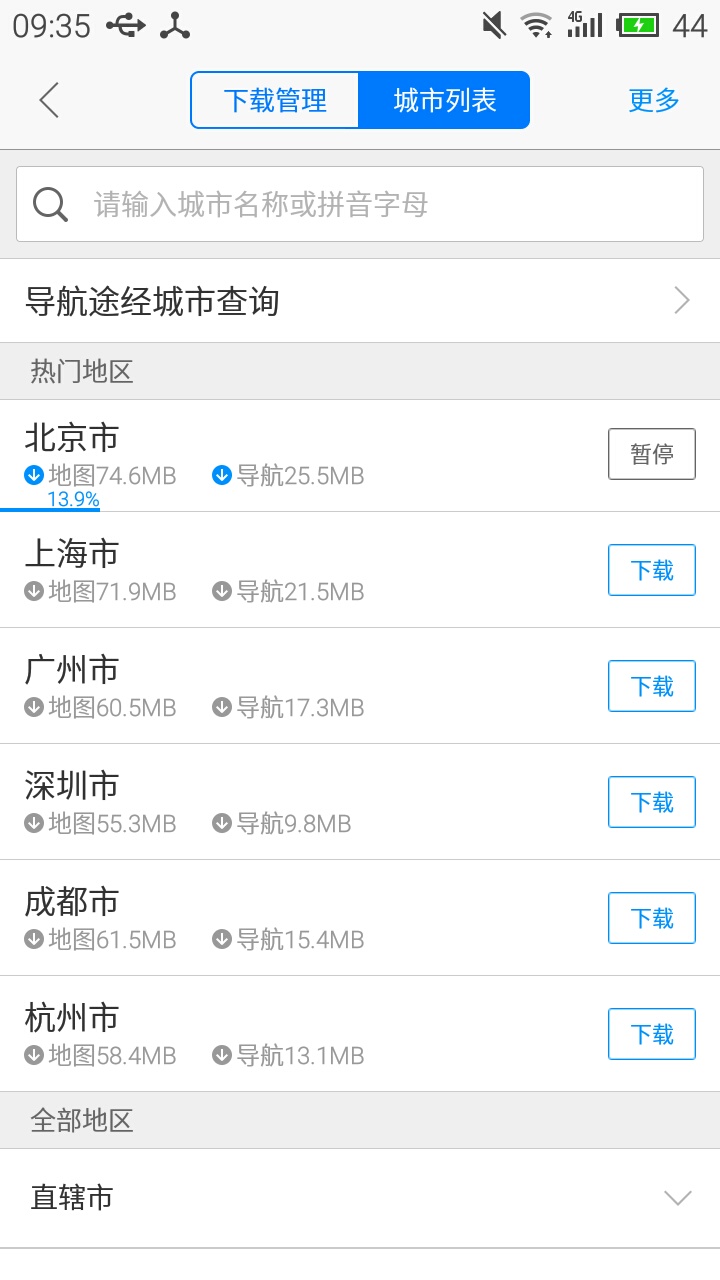 09:35 4G 44
下载管理 城市列表 更多
请输入城市名称或拼音字母
导航途经城市查询
热门地区
北京市
地图74.6MB 导航25.5MB 暂停
13.9%
上海市
地图71.9MB 导航21.5MB 下载
广州市
地图60.5MB 导航17.3MB 下载
深圳市
地图55.3MB 导航9.8MB 下载
成都市
地图61.5MB 导航15.4MB 下载
杭州市
地图58.4MB 导航13.1MB 下载
全部地区
直辖市